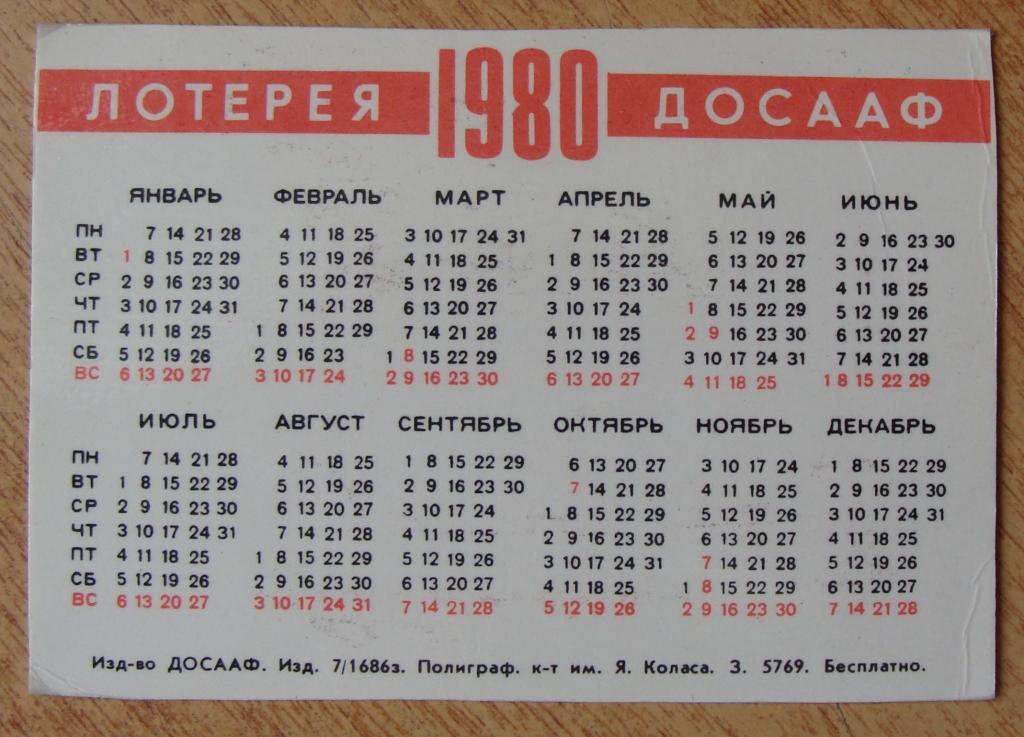 ЛОТЕРЕЯ 1980 ДОСААФ
ЯНВАРЬ ФЕВРАЛЬ МАРТ АПРЕЛЬ МАЙ ИЮНЬ
ПН 7 14 21 28 4 11 18 25 3 10 17 24 31 7 14 21 28 5 12 19 26 2 9 16 23 30
ВТ 1 8 15 22 29 5 12 19 26 4 11 18 25 1 8 15 22 29 6 13 20 27 3 10 17 24
СР 2 9 16 23 30 6 13 20 27 5 12 19 26 2 9 16 23 30 7 14 21 28 4 11 18 25
ЧТ 3 10 17 24 31 7 14 21 28 6 13 20 27 3 10 17 24 1 8 15 22 29 5 12 19 26
ПТ 4 11 18 25 1 8 15 22 29 7 14 21 28 4 11 18 25 2 9 16 23 30 6 13 20 27
СБ 5 12 19 26 2 9 16 23 1 8 15 22 29 5 12 19 26 3 10 17 24 31 7 14 21 28
ВС 6 13 20 27 3 10 17 24 2 9 16 23 30 6 13 20 27 4 11 18 25 1 8 15 22 29
ИЮЛЬ АВГУСТ СЕНТЯБРЬ ОКТЯБРЬ НОЯБРЬ ДЕКАБРЬ
ПН 7 14 21 28 4 11 18 25 1 8 15 22 29 6 13 20 27 3 10 17 24 1 8 15 22 29
ВТ 1 8 15 22 29 5 12 19 26 2 9 16 23 30 7 14 21 28 4 11 18 25 2 9 16 23 30
СР 2 9 16 23 30 6 13 20 27 3 10 17 24 1 8 15 22 29 5 12 19 26 3 10 17 24 31
ЧТ 3 10 17 24 31 7 14 21 28 4 11 18 25 2 9 16 23 30 6 13 20 27 4 11 18 25
ПТ 4 11 18 25 1 8 15 22 29 5 12 19 26 3 10 17 24 31 7 14 21 28 5 12 19 26
СБ 5 12 19 26 2 9 16 23 30 6 13 20 27 4 11 18 25 1 8 15 22 29 6 13 20 27
ВС 6 13 20 27 3 10 17 24 31 7 14 21 28 5 12 19 26 2 9 16 23 30 7 14 21 28
Изд-во ДОСААФ. Изд. 7/1686з. Полиграф. к-т им. Я. Коласа. З. 5769. Бесплатно.